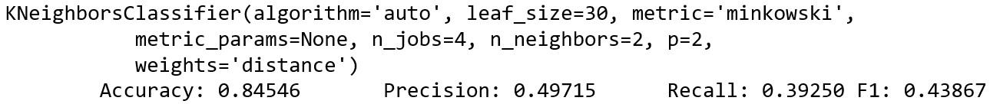 KNeighborsClassifier(algorithm='auto', leaf_size=30, metric='minkowski',
metric_params=None, n_jobs=4, n_neighbors=2, p=2,
weights='distance')
Accuracy: 0.84546 Precision: 0.49715 Recall: 0.39250 F1: 0.43867